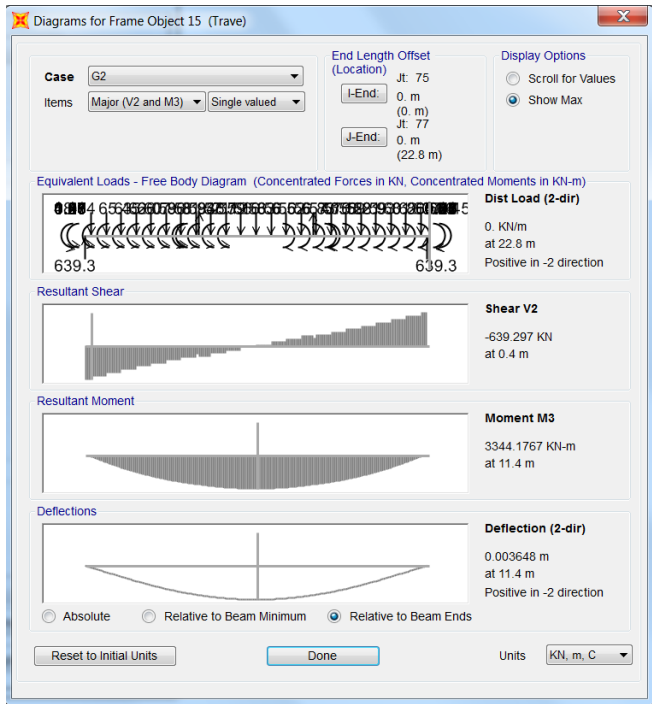 Diagrams for Frame Object 15 (Trave)
Case G2
Items Major (V2 and M3) Single valued
End Length Offset
(Location)
Jt: 75
I-End: 0. m
(0. m)
Jt: 77
J-End: 0. m
(22.8 m)
Display Options
Scroll for Values
Show Max
Equivalent Loads - Free Body Diagram (Concentrated Forces in KN, Concentrated Moments in KN-m)
639.3 639.3
Dist Load (2-dir)
0. KN/m
at 22.8 m
Positive in -2 direction
Resultant Shear
Shear V2
-639.297 KN
at 0.4 m
Resultant Moment
Moment M3
3344.1767 KN-m
at 11.4 m
Deflections
Deflection (2-dir)
0.003648 m
at 11.4 m
Positive in -2 direction
Absolute Relative to Beam Minimum Relative to Beam Ends
Reset to Initial Units Done Units KN, m, C